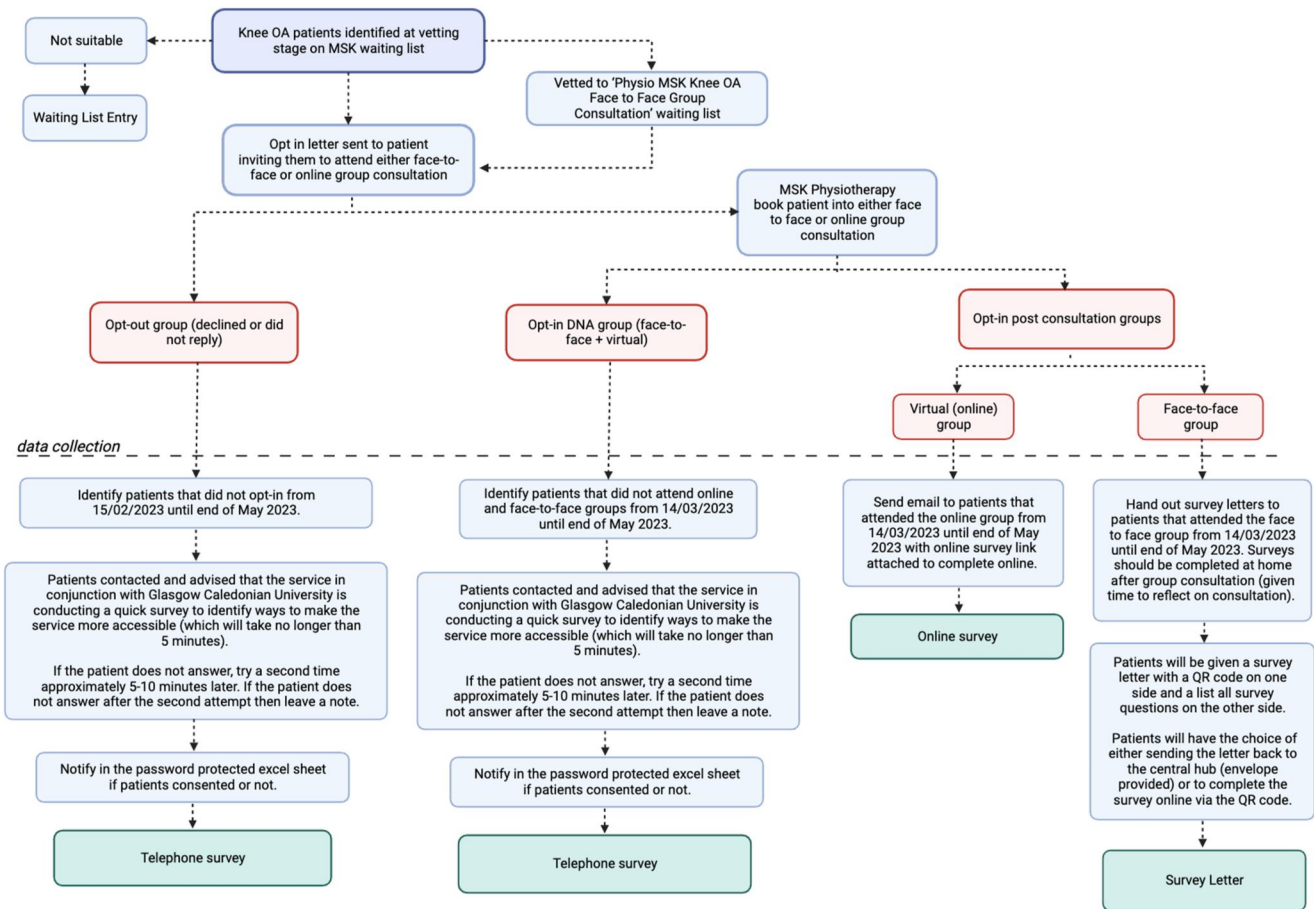 Not suitable
Knee OA patients identified at vetting
stage on MSK waiting list
Waiting List Entry
Vetted to ‘Physio MSK Knee OA
Face to Face Group
Consultation’ waiting list
Opt in letter sent to patient
inviting them to attend either face-to-
face or online group consultation
MSK Physiotherapy
book patient into either face
to face or online group
consultation
Opt-out group (declined or did
not reply)
Opt-in DNA group (face-to-
face + virtual)
Opt-in post consultation groups
Virtual (online)
group
Face-to-face
group
data collection
Identify patients that did not opt-in from
15/02/2023 until end of May 2023.
Patients contacted and advised that the service in
conjunction with Glasgow Caledonian University is
conducting a quick survey to identify ways to make the
service more accessible (which will take no longer than
5 minutes).
If the patient does not answer, try a second time
approximately 5-10 minutes later. If the patient does
not answer after the second attempt then leave a note.
Notify in the password protected excel sheet
if patients consented or not.
Telephone survey
Identify patients that did not attend online
and face-to-face groups from 14/03/2023
until end of May 2023.
Patients contacted and advised that the service in
conjunction with Glasgow Caledonian University is
conducting a quick survey to identify ways to make the
service more accessible (which will take no longer than
5 minutes).
If the patient does not answer, try a second time
approximately 5-10 minutes later. If the patient does
not answer after the second attempt then leave a note.
Notify in the password protected excel sheet
if patients consented or not.
Telephone survey
Send email to patients that
attended the online group from
14/03/2023 until end of May
2023 with online survey link
attached to complete online.
Online survey
Hand out survey letters to
patients that attended the face
to face group from 14/03/2023
until end of May 2023. Surveys
should be completed at home
after group consultation (given
time to reflect on consultation).
Patients will be given a survey
letter with a QR code on one
side and a list all survey
questions on the other side.
Patients will have the choice of
either sending the letter back to
the central hub (envelope
provided) or to complete the
survey online via the QR code.
Survey Letter